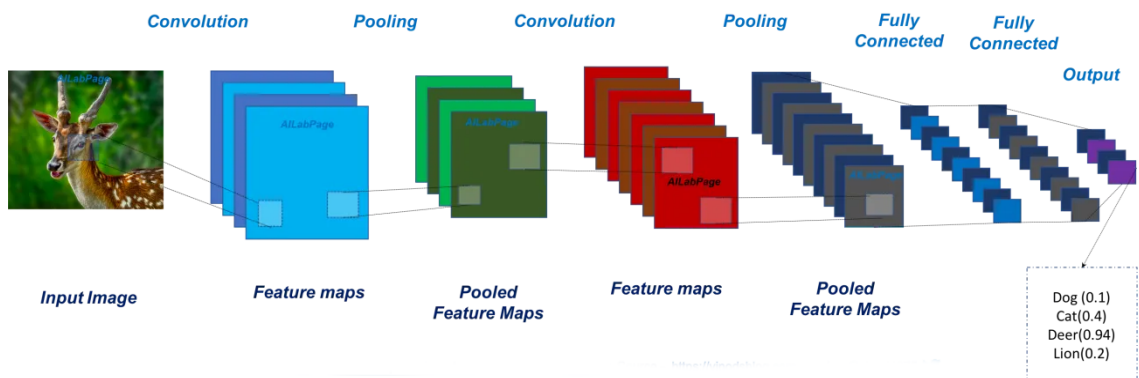 Convolution
Pooling
Convolution
Pooling
Fully
Connected
Fully
Connected
Output
AILabPage
AILabPage
AILabPage
AILabPage
AILabPage
Input Image
Feature maps
Pooled
Feature Maps
Feature maps
Pooled
Feature Maps
Dog (0.1)
Cat(0.4)
Deer(0.94)
Lion(0.2)